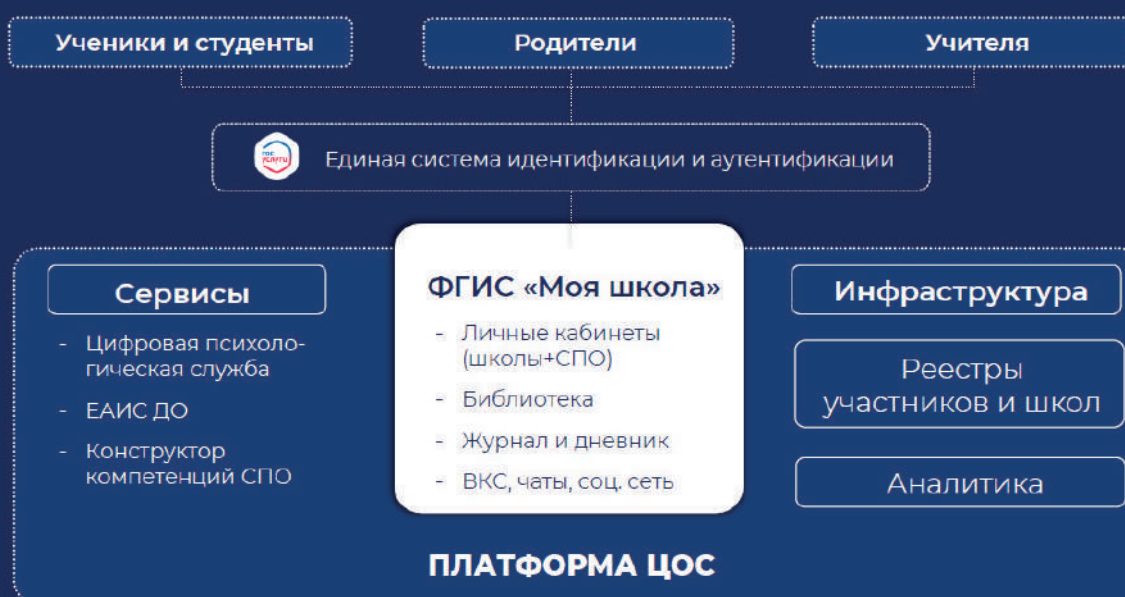 Ученики и студенты
Родители
Учителя
гос
услуги
Единая система идентификации и аутентификации
Сервисы
- Цифровая психоло-
гическая служба
- ЕАИС ДО
- Конструктор
компетенций СПО
ФГИС «Моя школа»
- Личные кабинеты
(школы+СПО)
- Библиотека
- Журнал и дневник
- ВКС, чаты, соц. сеть
Инфраструктура
Реестры
участников и школ
Аналитика
ПЛАТФОРМА ЦОС